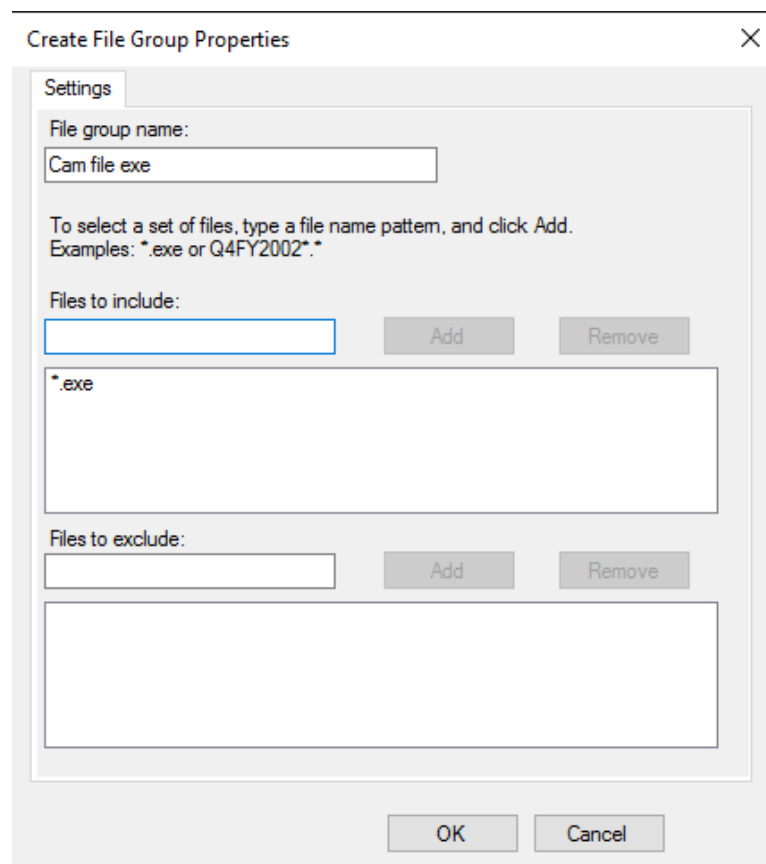 Create File Group Properties
Settings
File group name:
Cam file exe
To select a set of files, type a file name pattern, and click Add.
Examples: *.exe or Q4FY2002*.*
Files to include:
Add Remove
*.exe
Files to exclude:
Add Remove
OK Cancel